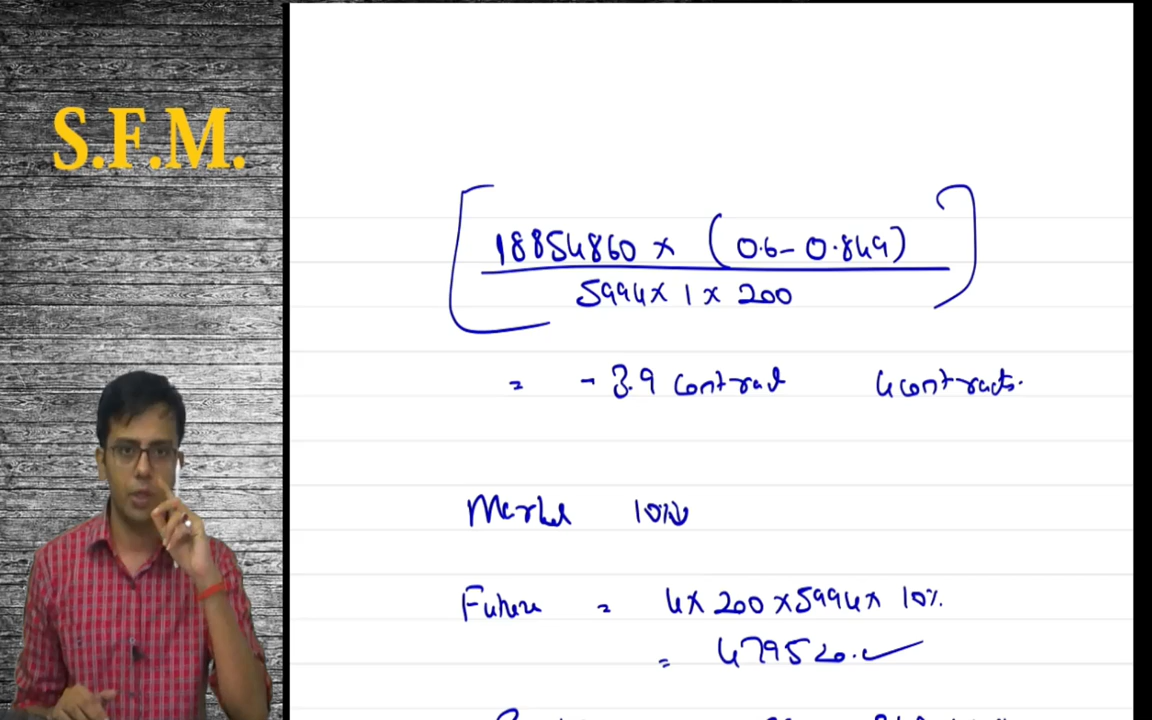 S.F.M.
18854860 × (0.6 - 0.849)
5994 × 1 × 200
= - 3.9 contract 4 contracts.
Market 10%
Future = 4 × 200 × 5994 × 10%
= 479520.